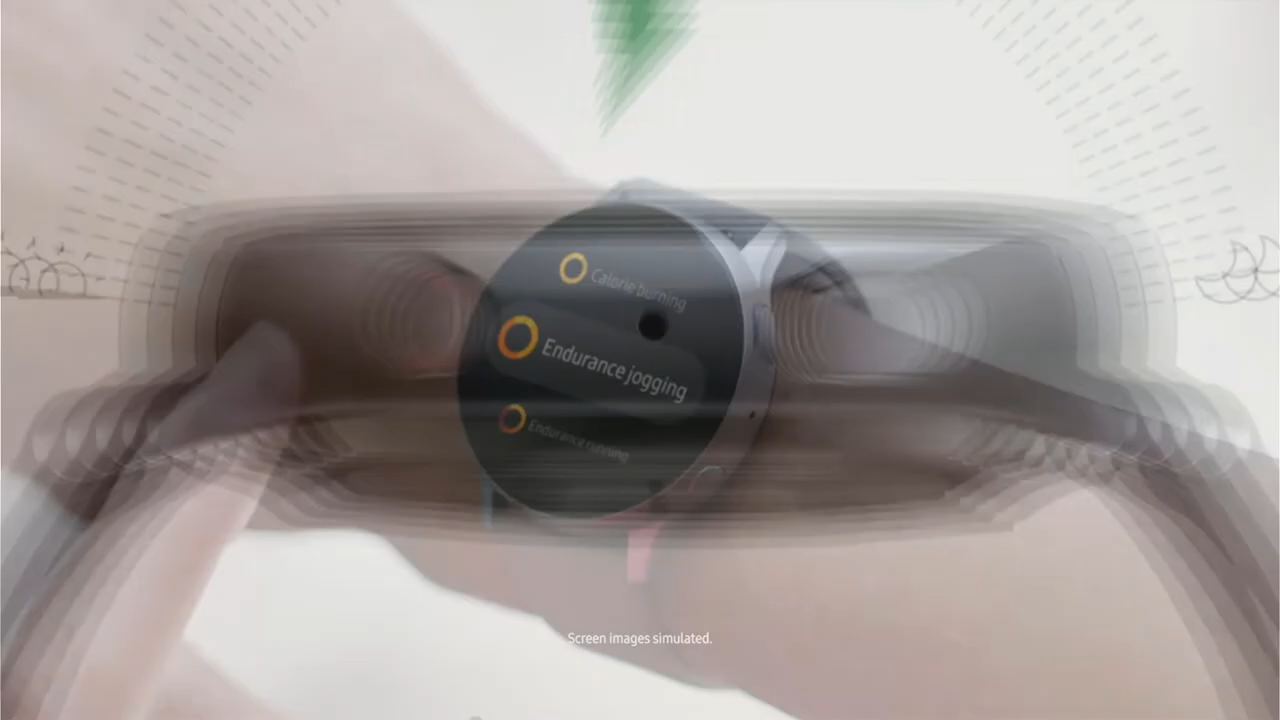 Calorie burning
Endurance jogging
Endurance running
Screen images simulated.